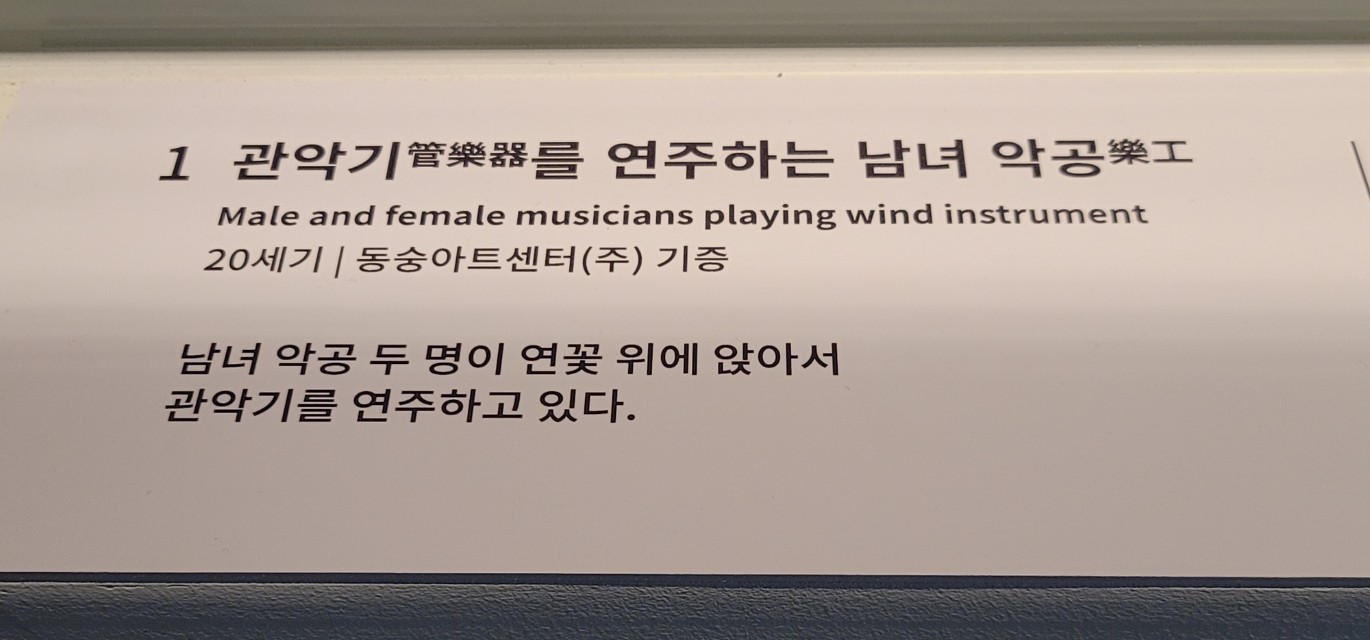 1 관악기管樂器를 연주하는 남녀 악공樂工
Male and female musicians playing wind instrument
20세기 | 동숭아트센터(주) 기증
남녀 악공 두 명이 연꽃 위에 앉아서
관악기를 연주하고 있다.